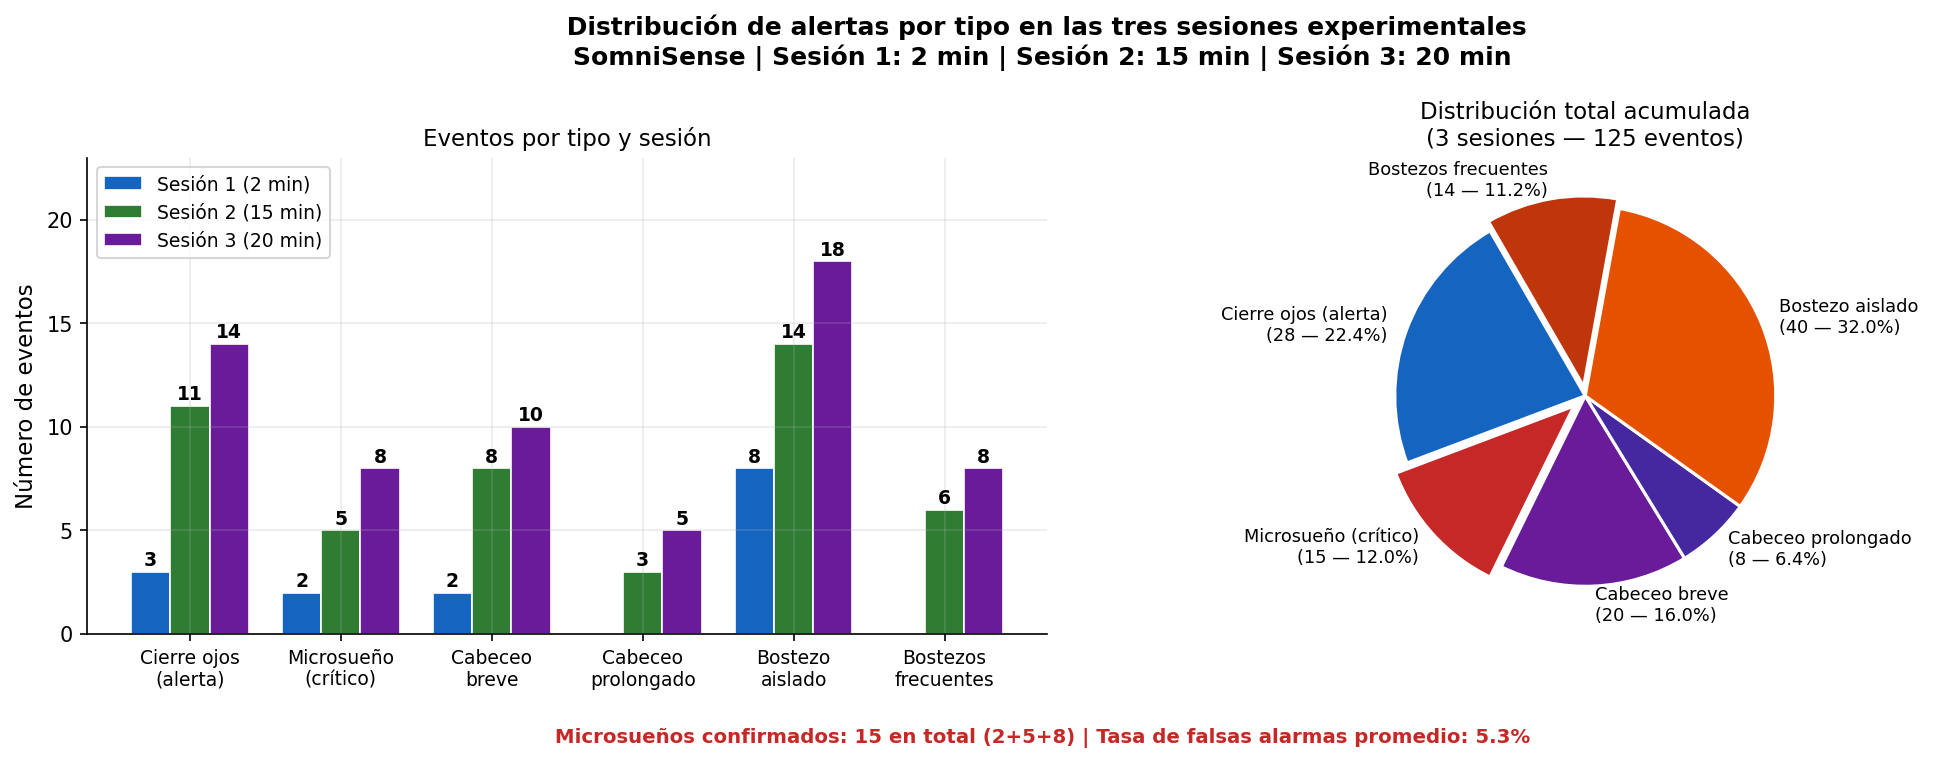 Distribución de alertas por tipo en las tres sesiones experimentales
SomniSense | Sesión 1: 2 min | Sesión 2: 15 min | Sesión 3: 20 min
Eventos por tipo y sesión
Número de eventos
20
15
10
5
0
Sesión 1 (2 min)
Sesión 2 (15 min)
Sesión 3 (20 min)
3
11
14
2
5
8
2
8
10
3
5
8
14
18
6
8
Cierre ojos
(alerta)
Microsueño
(crítico)
Cabeceo
breve
Cabeceo
prolongado
Bostezo
aislado
Bostezos
frecuentes
Distribución total acumulada
(3 sesiones — 125 eventos)
Bostezos frecuentes
(14 — 11.2%)
Bostezo aislado
(40 — 32.0%)
Cierre ojos (alerta)
(28 — 22.4%)
Microsueño (crítico)
(15 — 12.0%)
Cabeceo prolongado
(8 — 6.4%)
Cabeceo breve
(20 — 16.0%)
Microsueños confirmados: 15 en total (2+5+8) | Tasa de falsas alarmas promedio: 5.3%